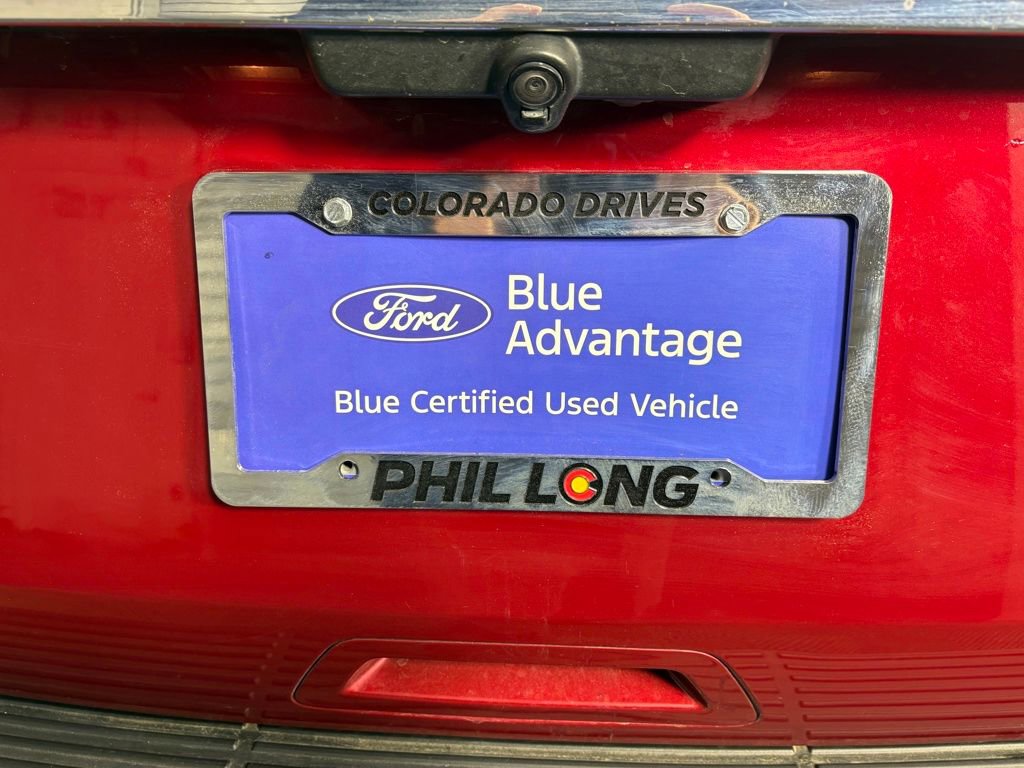 COLORADO DRIVES
Ford
Blue
Advantage
Blue Certified Used Vehicle
PHIL LONG